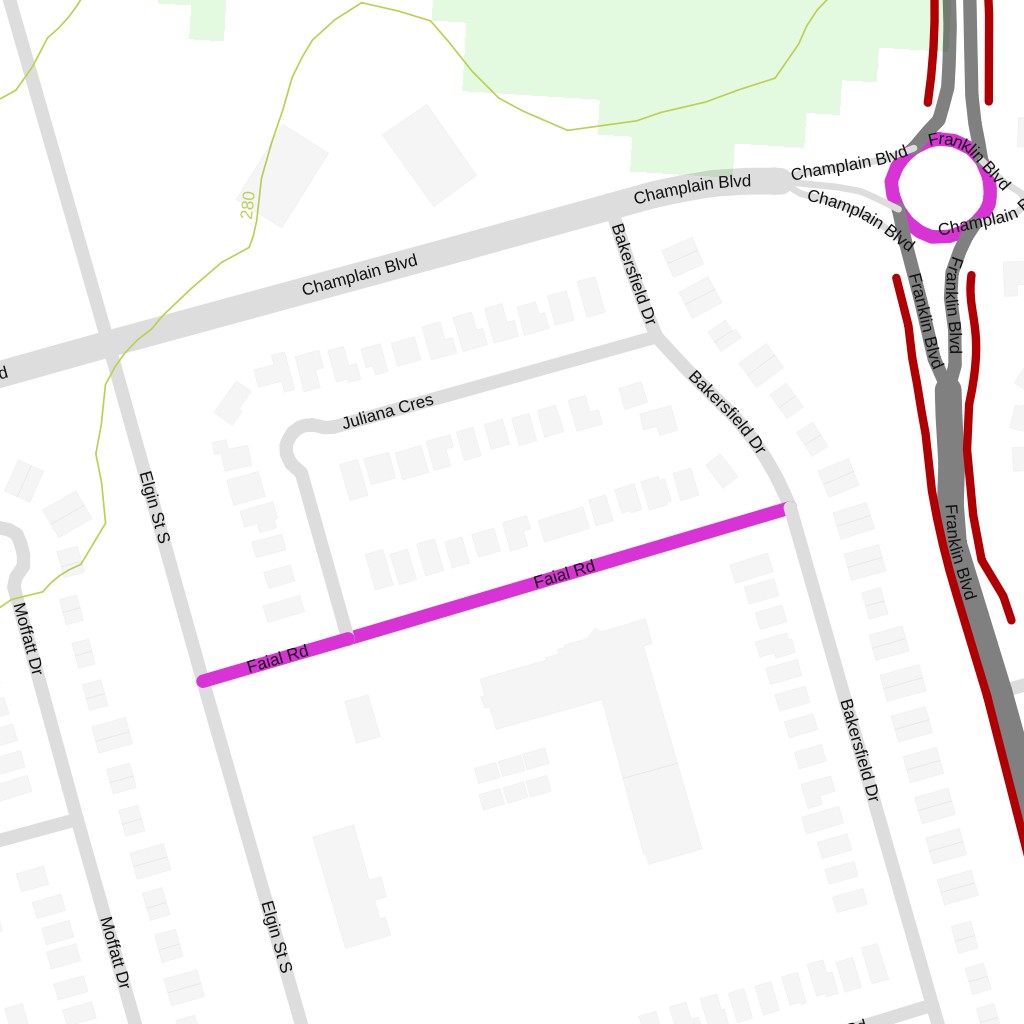 Franklin Blvd
Champlain Blvd
Champlain Blvd
Champlain Blvd
280
Champlain
Champlain Blvd
Bakersfield Dr
Franklin Blvd
Franklin Blvd
d
Juliana Cres
Bakersfield Dr
Elgin St S
Franklin Blvd
Faial Rd
Moffatt Dr
Faial Rd
Bakersfield Dr
Elgin St S
Moffatt Dr